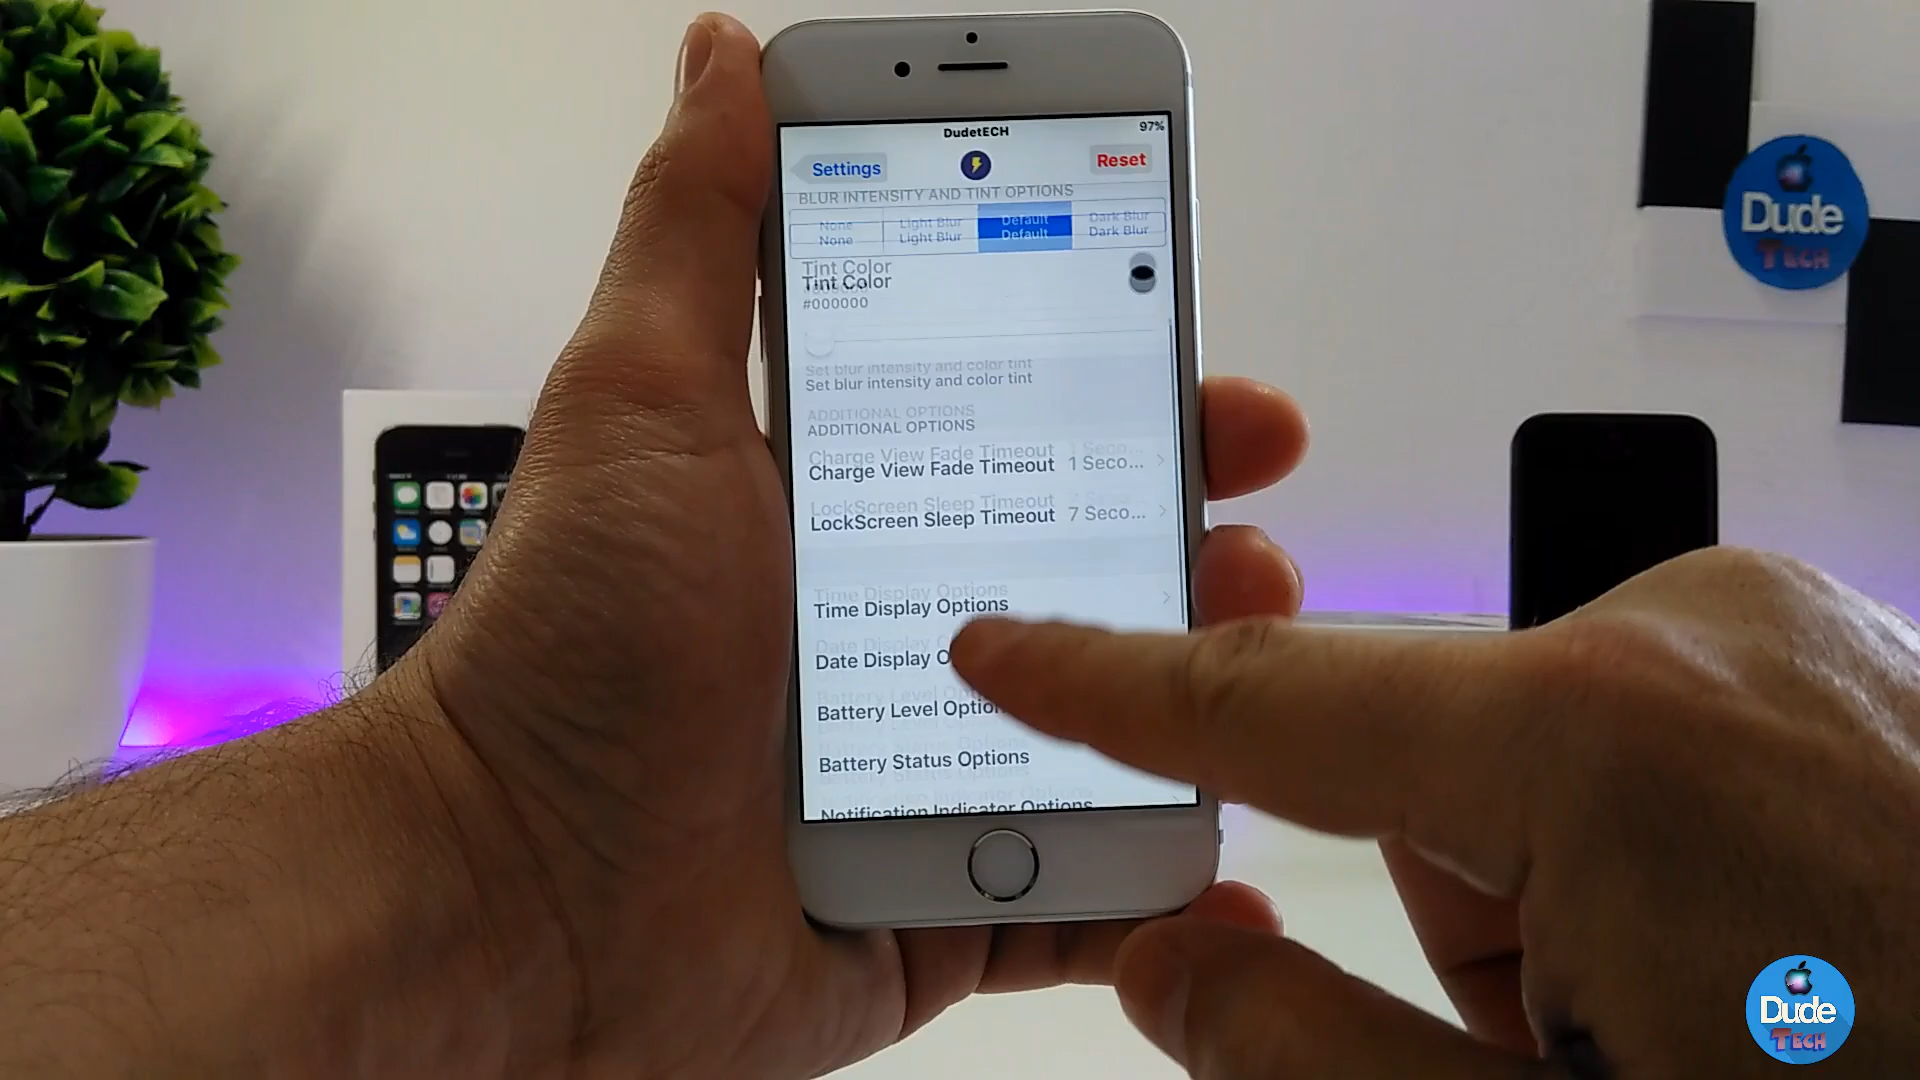 DudetECH
97%
Settings
Reset
BLUR INTENSITY AND TINT OPTIONS
None Light Blur Default Dark Blur
Tint Color
#000000
Set blur intensity and color tint
ADDITIONAL OPTIONS
Charge View Fade Timeout 1 Seco...
LockScreen Sleep Timeout 7 Seco...
Time Display Options
Date Display O
Battery Level Option
Battery Status Options
Notification Indicator Options
Dude
TECH
Dude
TECH